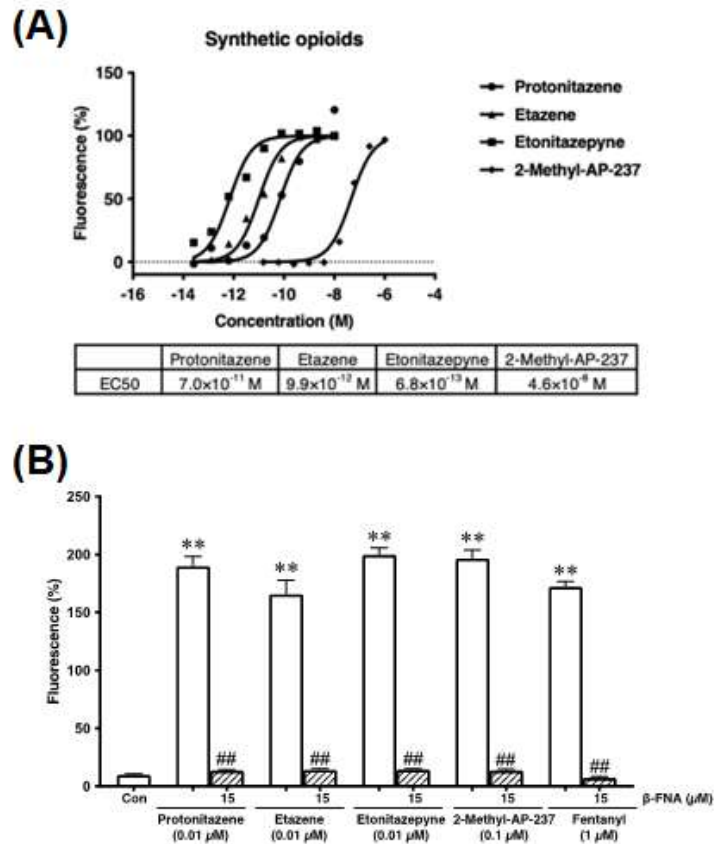 (A)
Synthetic opioids
150
100
50
0
Fluorescence (%)
-16 -14 -12 -10 -8 -6 -4
Concentration (M)
Protonitazene
Etazene
Etonitazepyne
2-Methyl-AP-237
Protonitazene Etazene Etonitazepyne 2-Methyl-AP-237
EC50 7.0×10⁻¹¹ M 9.9×10⁻¹² M 6.8×10⁻¹³ M 4.6×10⁻⁸ M
(B)
250
200
150
100
50
0
Fluorescence (%)
** ** ** ** **
## ## ## ## ##
Con 15 15 15 15 15 β-FNA (μM)
Protonitazene Etazene Etonitazepyne 2-Methyl-AP-237 Fentanyl
(0.01 μM) (0.01 μM) (0.01 μM) (0.1 μM) (1 μM)